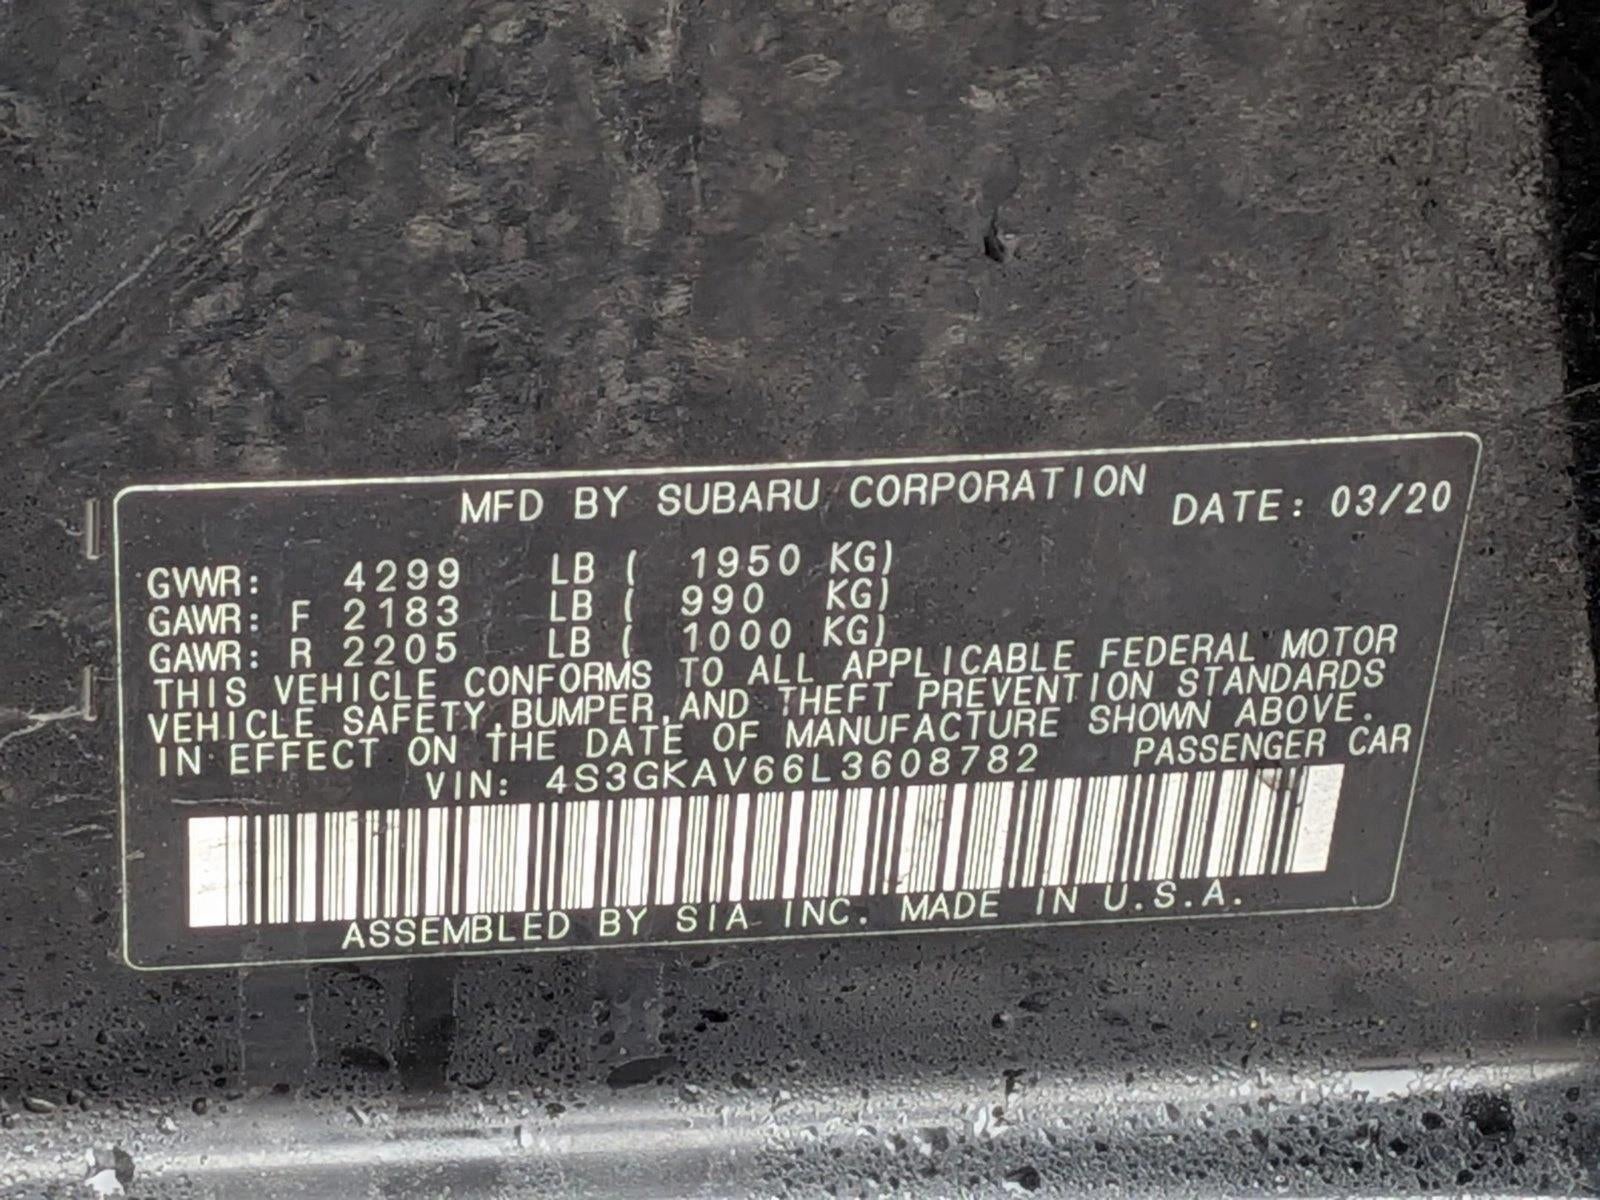 MFD BY SUBARU CORPORATION DATE: 03/20
GVWR: 4299 LB ( 1950 KG)
GAWR: F 2183 LB ( 990 KG)
GAWR: R 2205 LB ( 1000 KG)
THIS VEHICLE CONFORMS TO ALL APPLICABLE FEDERAL MOTOR
VEHICLE SAFETY,BUMPER,AND THEFT PREVENTION STANDARDS
IN EFFECT ON THE DATE OF MANUFACTURE SHOWN ABOVE.
VIN: 4S3GKAV66L3608782 PASSENGER CAR
ASSEMBLED BY SIA INC. MADE IN U.S.A.